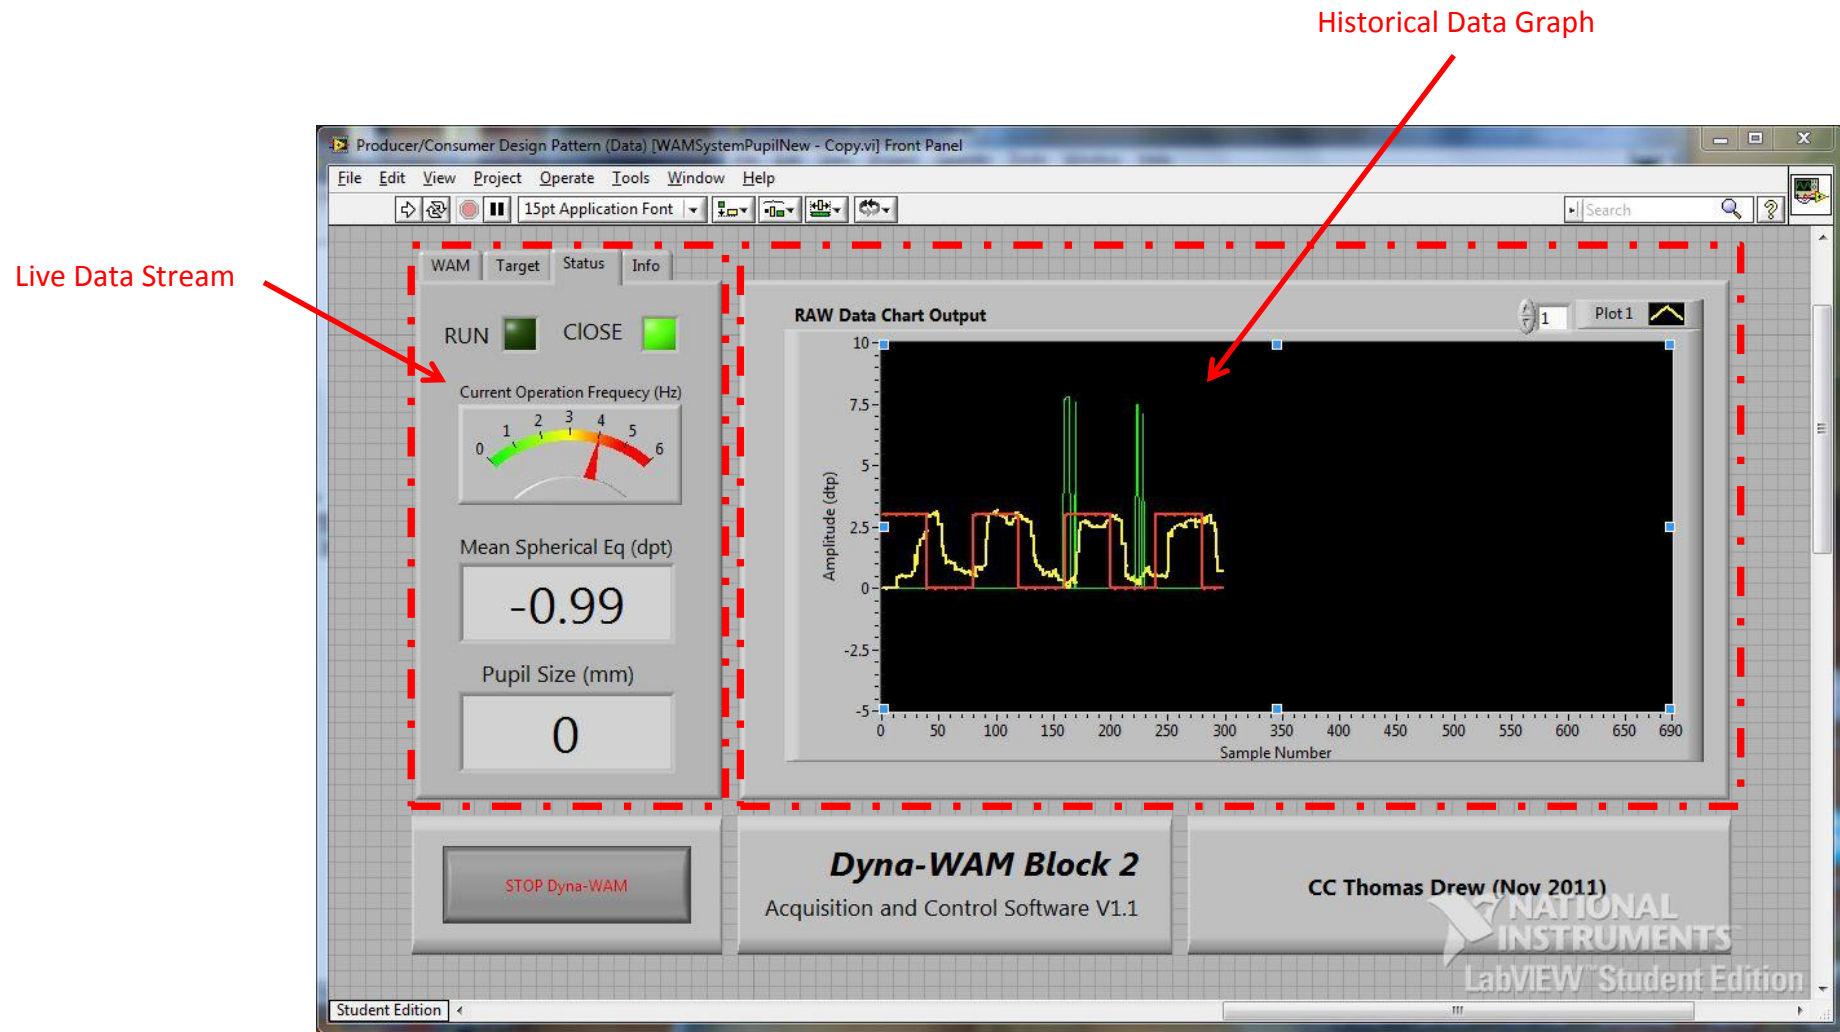 Historical Data Graph
Live Data Stream
Producer/Consumer Design Pattern (Data) [WAMSystemPupilNew - Copy.vi] Front Panel
File Edit View Project Operate Tools Window Help
15pt Application Font
Search
WAM Target Status Info
RUN ClOSE
Current Operation Frequecy (Hz)
0 1 2 3 4 5 6
Mean Spherical Eq (dpt)
-0.99
Pupil Size (mm)
0
RAW Data Chart Output
1
Plot 1
Amplitude (dtp)
10
7.5
5
2.5
0
-2.5
-5
0 50 100 150 200 250 300 350 400 450 500 550 600 650 690
Sample Number
STOP Dyna-WAM
Dyna-WAM Block 2
Acquisition and Control Software V1.1
CC Thomas Drew (Nov 2011)
NATIONAL
INSTRUMENTS
LabVIEW™ Student Edition
Student Edition